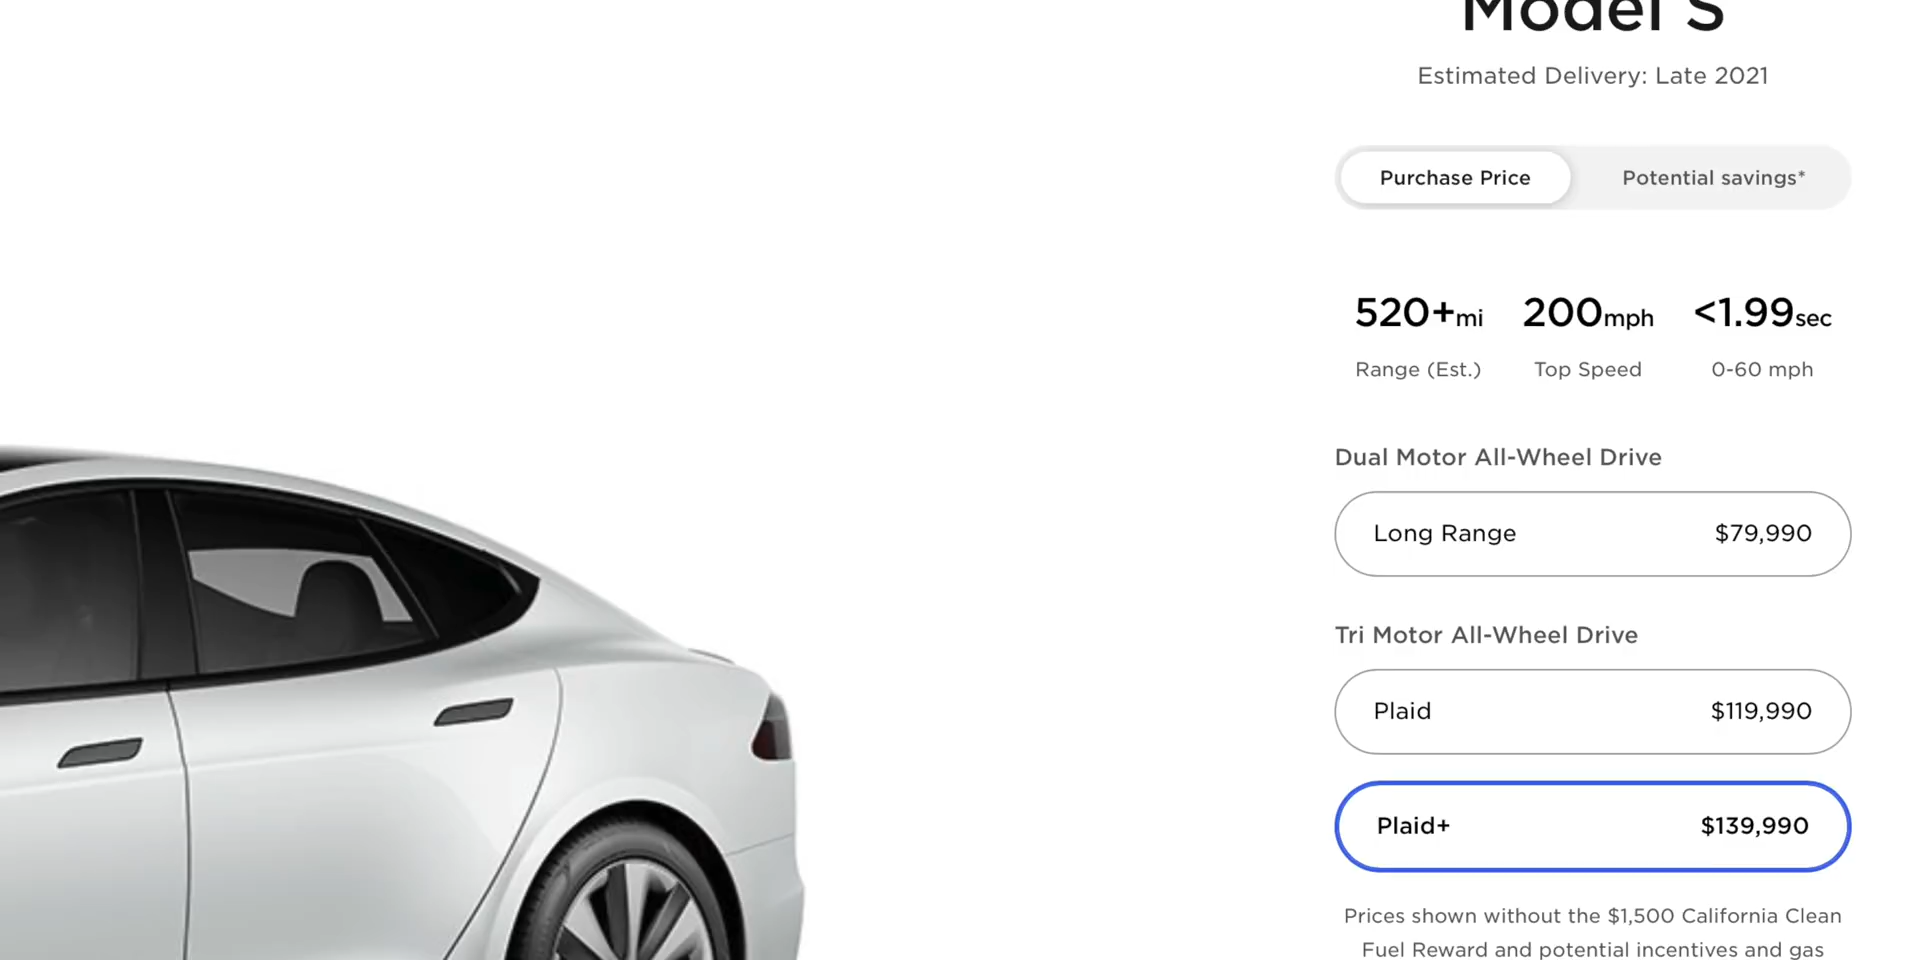 Model S
Estimated Delivery: Late 2021
Purchase Price Potential savings*
520+mi 200mph <1.99sec
Range (Est.) Top Speed 0-60 mph
Dual Motor All-Wheel Drive
Long Range $79,990
Tri Motor All-Wheel Drive
Plaid $119,990
Plaid+ $139,990
Prices shown without the $1,500 California Clean
Fuel Reward and potential incentives and gas